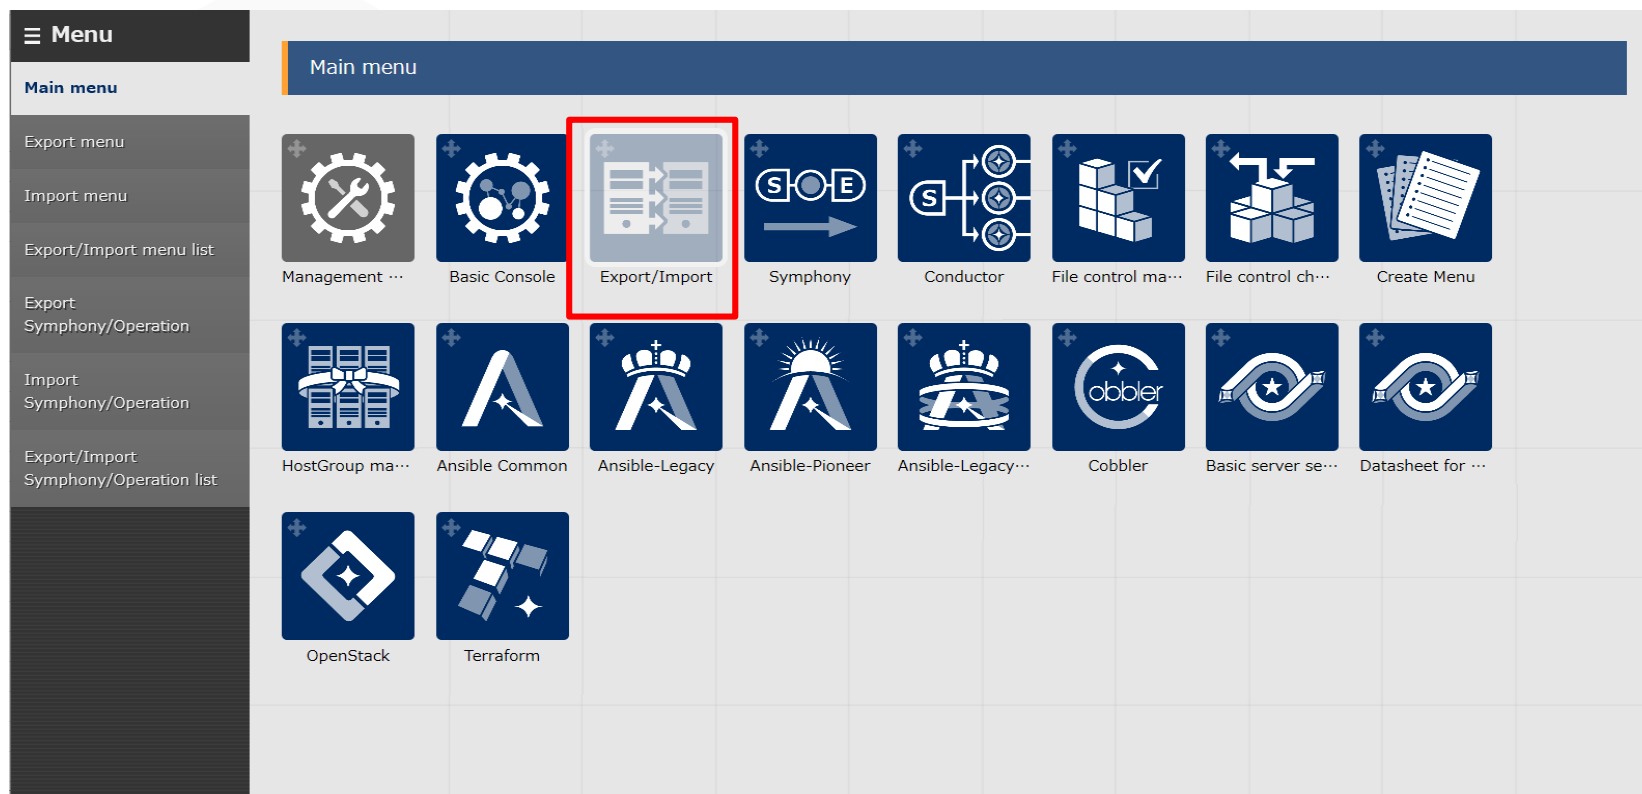 Menu
Main menu
Export menu
Import menu
Export/Import menu list
Export
Symphony/Operation
Import
Symphony/Operation
Export/Import
Symphony/Operation list
Main menu
S O E
S
Management ···
Basic Console
Export/Import
Symphony
Conductor
File control ma···
File control ch···
Create Menu
obbler
HostGroup ma···
Ansible Common
Ansible-Legacy
Ansible-Pioneer
Ansible-Legacy···
Cobbler
Basic server se···
Datasheet for ···
OpenStack
Terraform